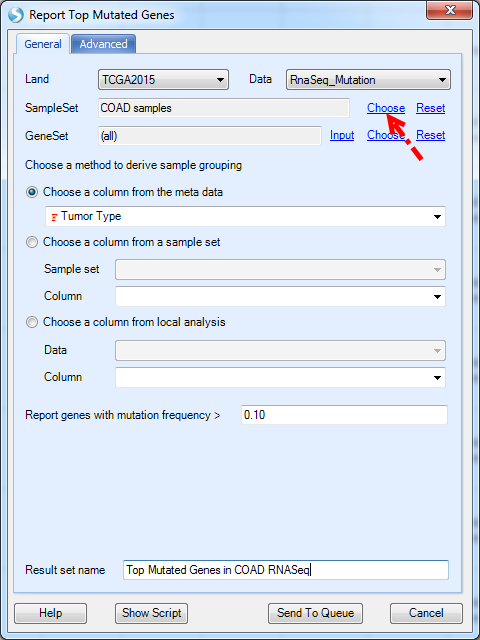 Report Top Mutated Genes
General Advanced
Land TCGA2015 Data RnaSeq_Mutation
SampleSet COAD samples Choose Reset
GeneSet (all) Input Choose Reset
Choose a method to derive sample grouping
Choose a column from the meta data
Tumor Type
Choose a column from a sample set
Sample set
Column
Choose a column from local analysis
Data
Column
Report genes with mutation frequency > 0.10
Result set name Top Mutated Genes in COAD RNASeq
Help Show Script Send To Queue Cancel